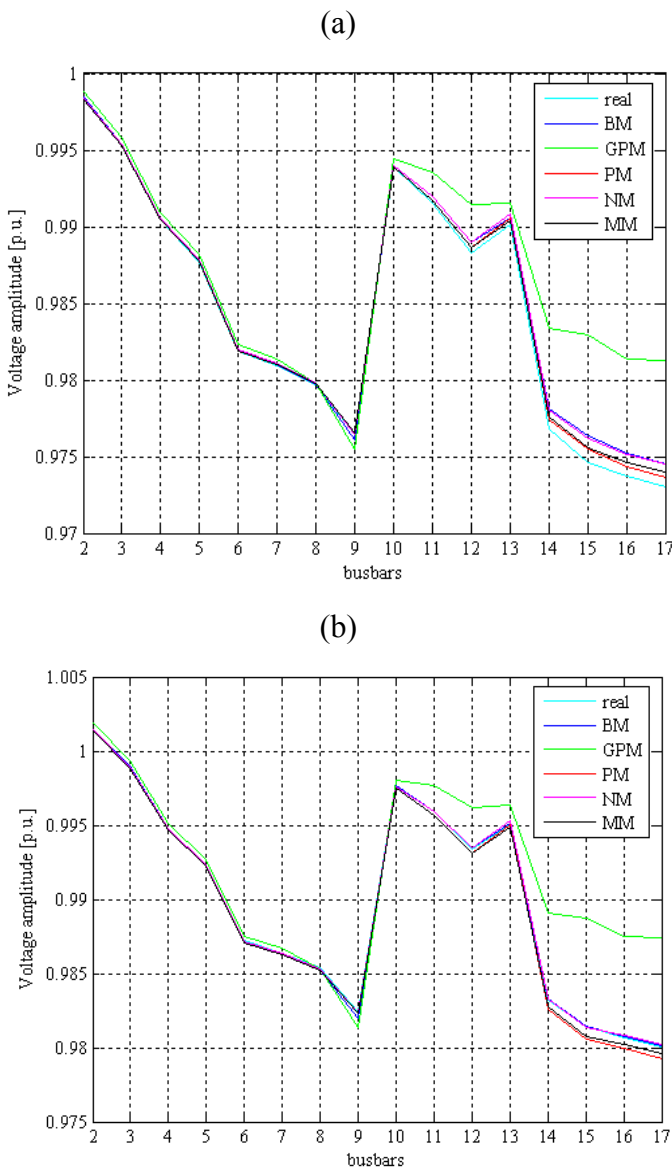 (a)
1
0.995
0.99
0.985
0.98
0.975
0.97
Voltage amplitude [p.u.]
2 3 4 5 6 7 8 9 10 11 12 13 14 15 16 17
busbars
real
BM
GPM
PM
NM
MM
(b)
1.005
1
0.995
0.99
0.985
0.98
0.975
Voltage amplitude [p.u.]
2 3 4 5 6 7 8 9 10 11 12 13 14 15 16 17
busbars
real
BM
GPM
PM
NM
MM